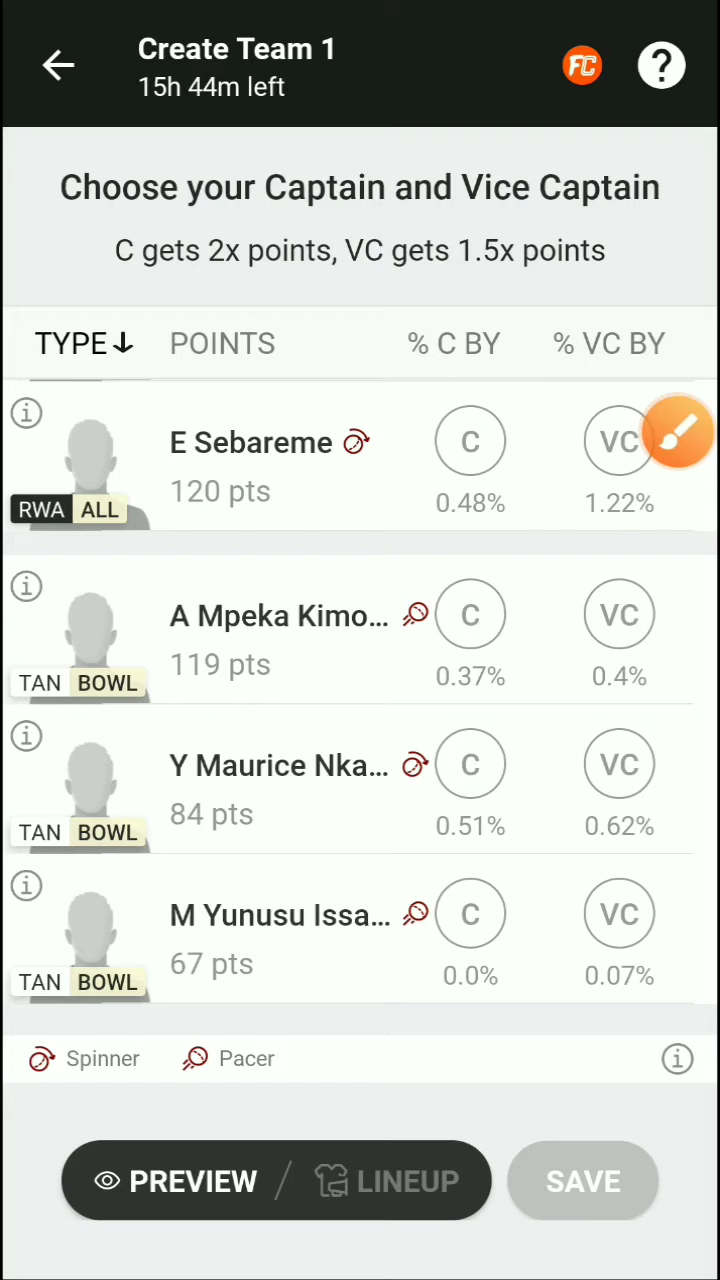 Create Team 1
15h 44m left
FC
?
Choose your Captain and Vice Captain
C gets 2x points, VC gets 1.5x points
TYPE↓ POINTS % C BY % VC BY
i
E Sebareme C VC
120 pts
RWA ALL 0.48% 1.22%
i
A Mpeka Kimo... C VC
119 pts
TAN BOWL 0.37% 0.4%
i
Y Maurice Nka... C VC
84 pts
TAN BOWL 0.51% 0.62%
i
M Yunusu Issa... C VC
67 pts
TAN BOWL 0.0% 0.07%
Spinner Pacer i
PREVIEW / LINEUP SAVE